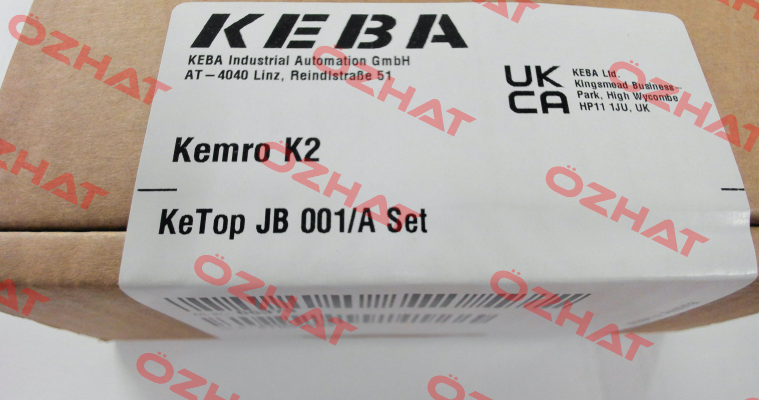 KEBA
KEBA Industrial Automation GmbH
AT-4040 Linz, Reindlstraße 51
UK
CA
KEBA Ltd.
Kingsmead Business-
Park, High Wycombe
HP11 1JU, UK
Kemro K2
KeTop JB 001/A Set
ÖZHAT
ÖZHAT
ÖZHAT
ÖZHAT
ÖZHAT
ÖZHAT
ÖZHAT
ÖZHAT
ÖZHAT
ÖZHAT